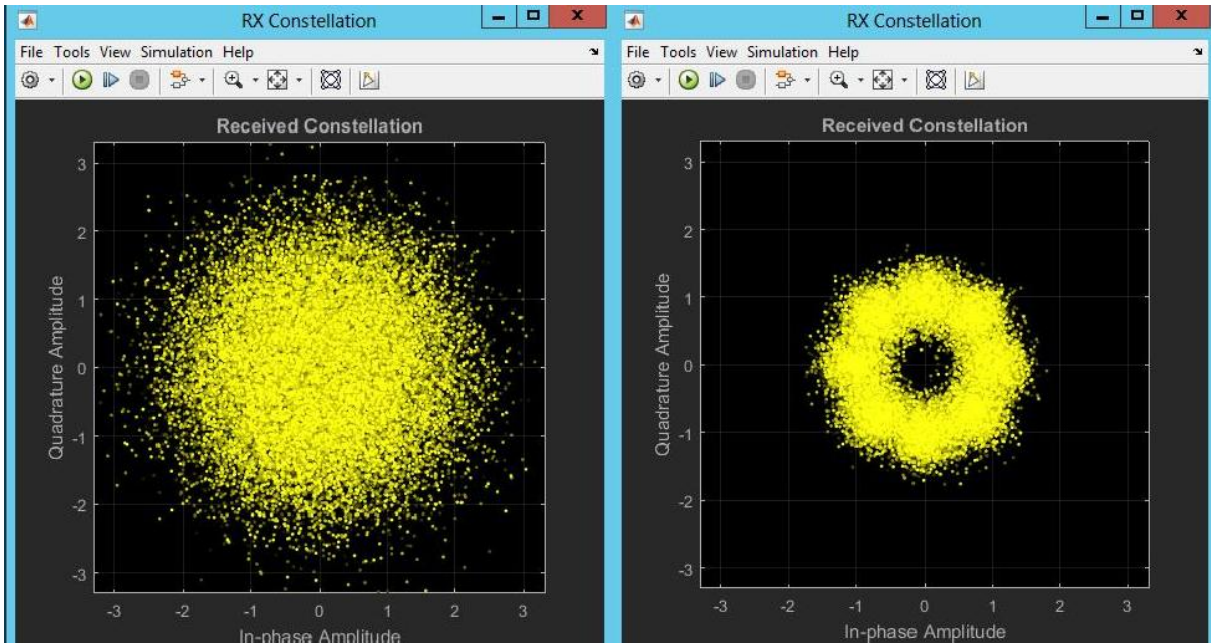 RX Constellation
File Tools View Simulation Help
Received Constellation
3
2
1
0
-1
-2
-3
Quadrature Amplitude
-3 -2 -1 0 1 2 3
In-phase Amplitude
RX Constellation
File Tools View Simulation Help
Received Constellation
3
2
1
0
-1
-2
-3
Quadrature Amplitude
-3 -2 -1 0 1 2 3
In-phase Amplitude